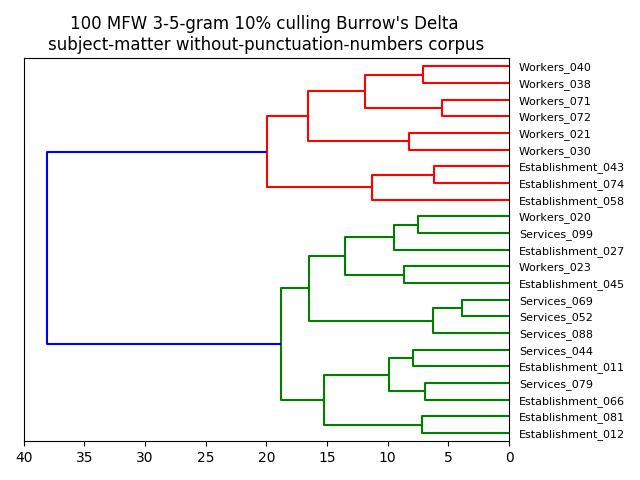 100 MFW 3-5-gram 10% culling Burrow's Delta
subject-matter without-punctuation-numbers corpus
Workers_040
Workers_038
Workers_071
Workers_072
Workers_021
Workers_030
Establishment_043
Establishment_074
Establishment_058
Workers_020
Services_099
Establishment_027
Workers_023
Establishment_045
Services_069
Services_052
Services_088
Services_044
Establishment_011
Services_079
Establishment_066
Establishment_081
Establishment_012
40 35 30 25 20 15 10 5 0